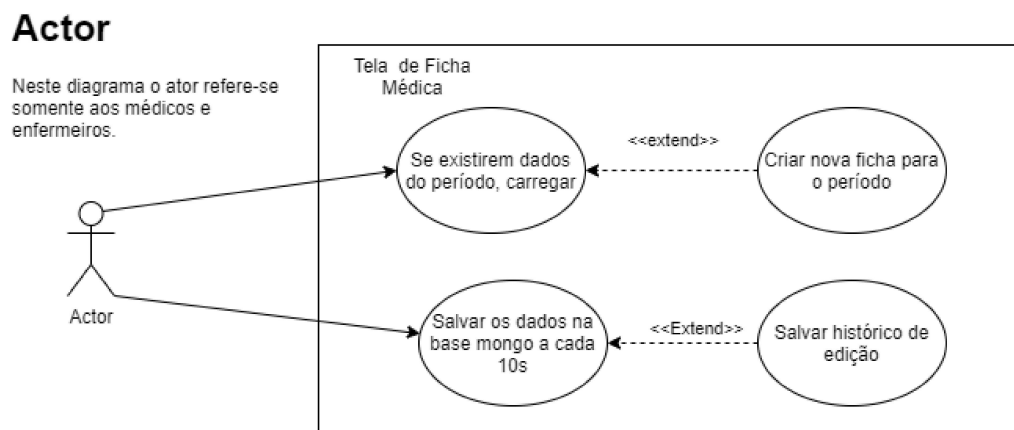 Actor
Neste diagrama o ator refere-se
somente aos médicos e
enfermeiros.
Tela de Ficha
Médica
Se existirem dados
do período, carregar
<<extend>>
Criar nova ficha para
o período
Actor
Salvar os dados na
base mongo a cada
10s
<<Extend>>
Salvar histórico de
edição